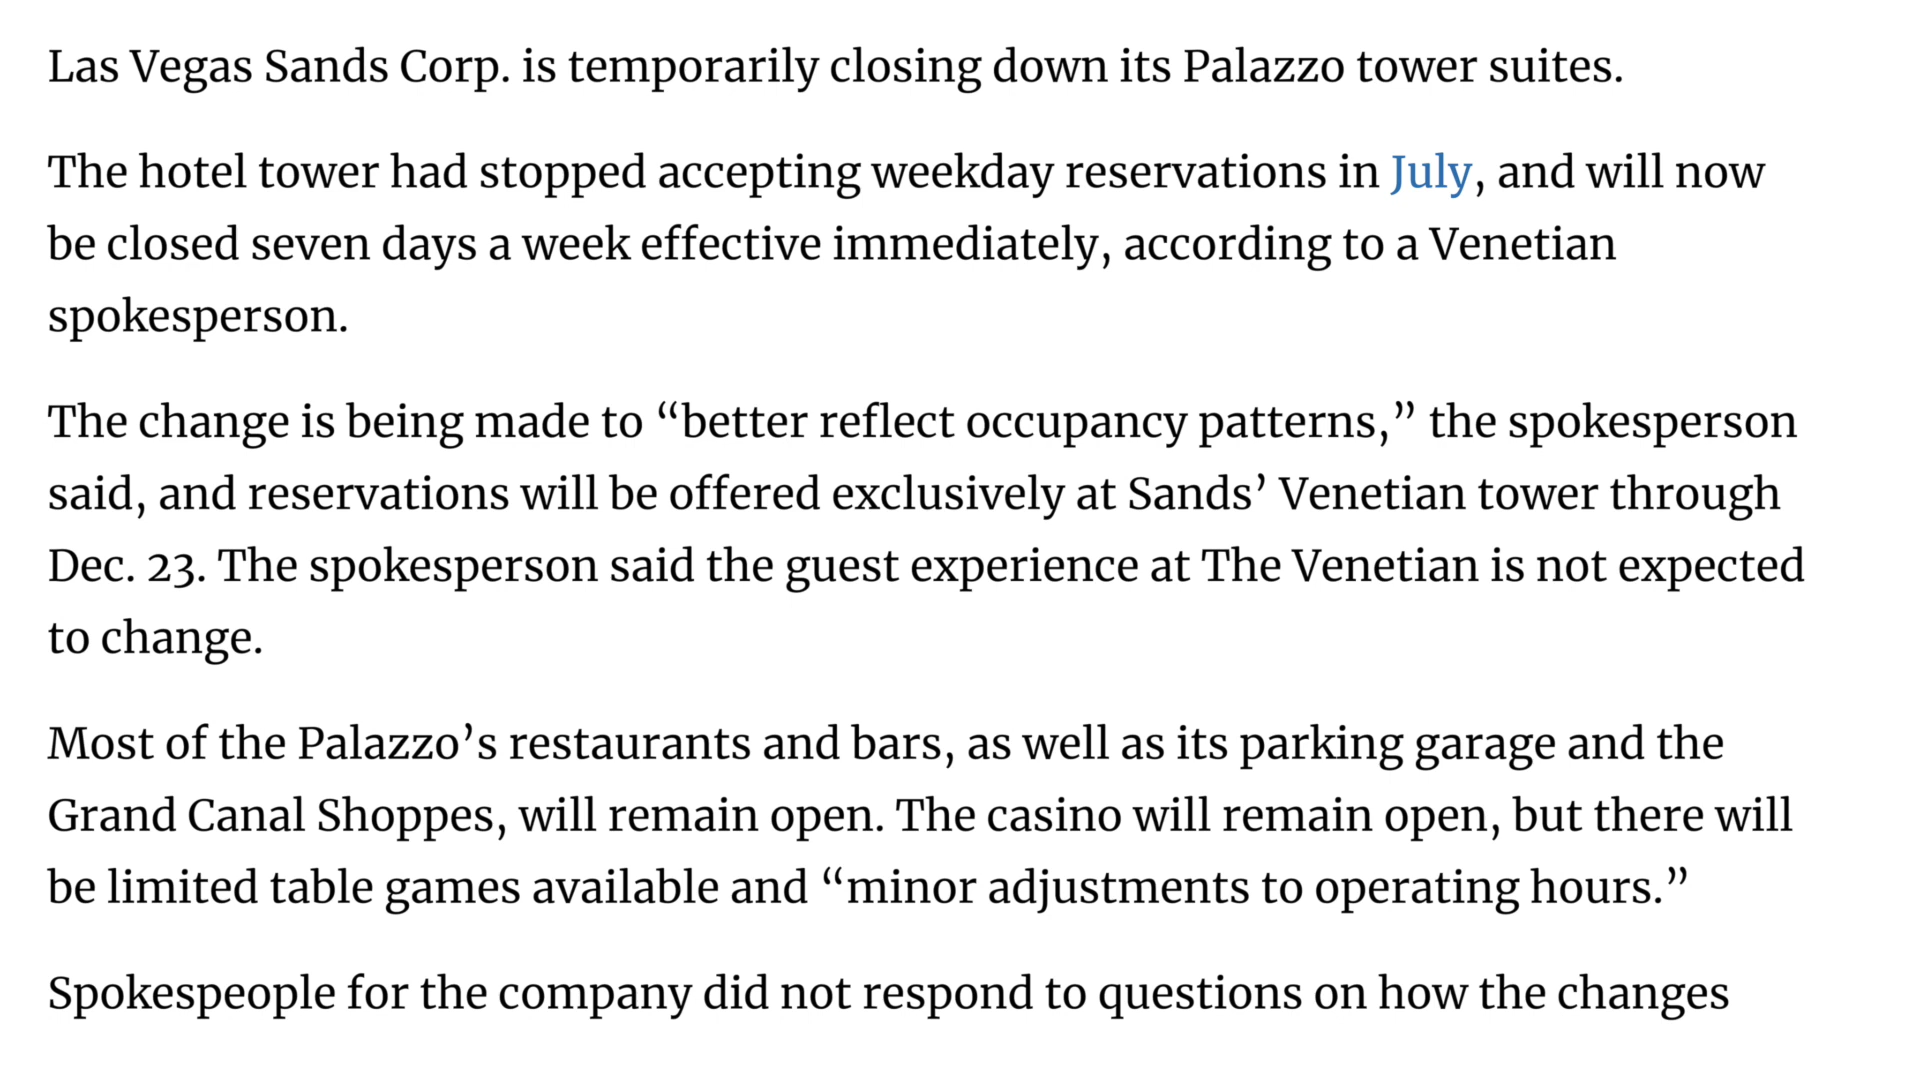 Las Vegas Sands Corp. is temporarily closing down its Palazzo tower suites.
The hotel tower had stopped accepting weekday reservations in July, and will now
be closed seven days a week effective immediately, according to a Venetian
spokesperson.
The change is being made to “better reflect occupancy patterns,” the spokesperson
said, and reservations will be offered exclusively at Sands’ Venetian tower through
Dec. 23. The spokesperson said the guest experience at The Venetian is not expected
to change.
Most of the Palazzo’s restaurants and bars, as well as its parking garage and the
Grand Canal Shoppes, will remain open. The casino will remain open, but there will
be limited table games available and “minor adjustments to operating hours.”
Spokespeople for the company did not respond to questions on how the changes